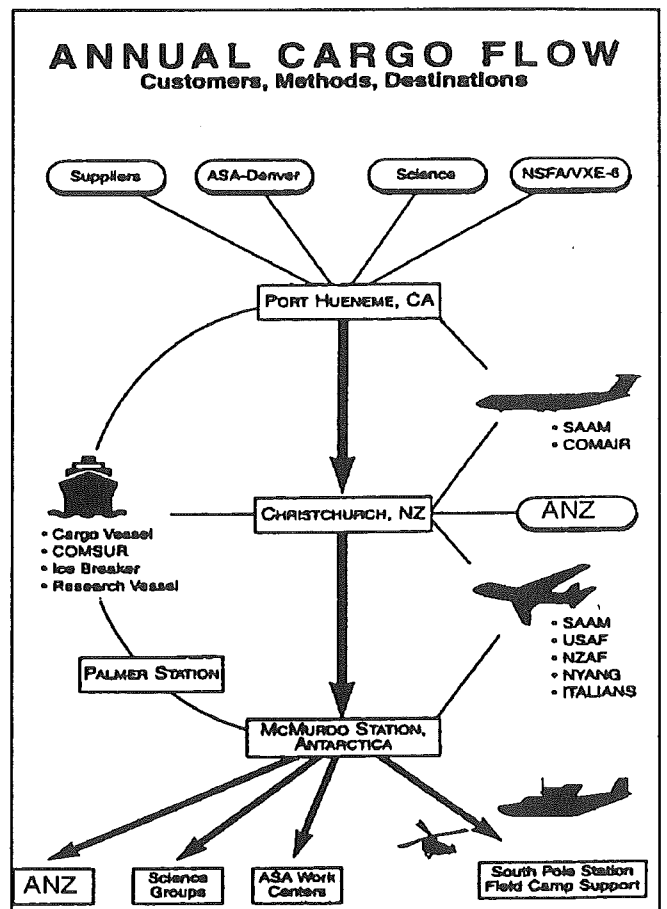 ANNUAL CARGO FLOW
Customers, Methods, Destinations
Suppliers
ASA-Denver
Science
NSFA/VXE-6
PORT HUENEME, CA
• SAAM
• COMAIR
CHRISTCHURCH, NZ
ANZ
• Cargo Vessel
• COMSUR
• Ice Breaker
• Research Vessel
• SAAM
• USAF
• NZAF
• NYANG
• ITALIANS
PALMER STATION
MCMURDO STATION,
ANTARCTICA
ANZ
Science
Groups
ASA Work
Centers
South Pole Station
Field Camp Support